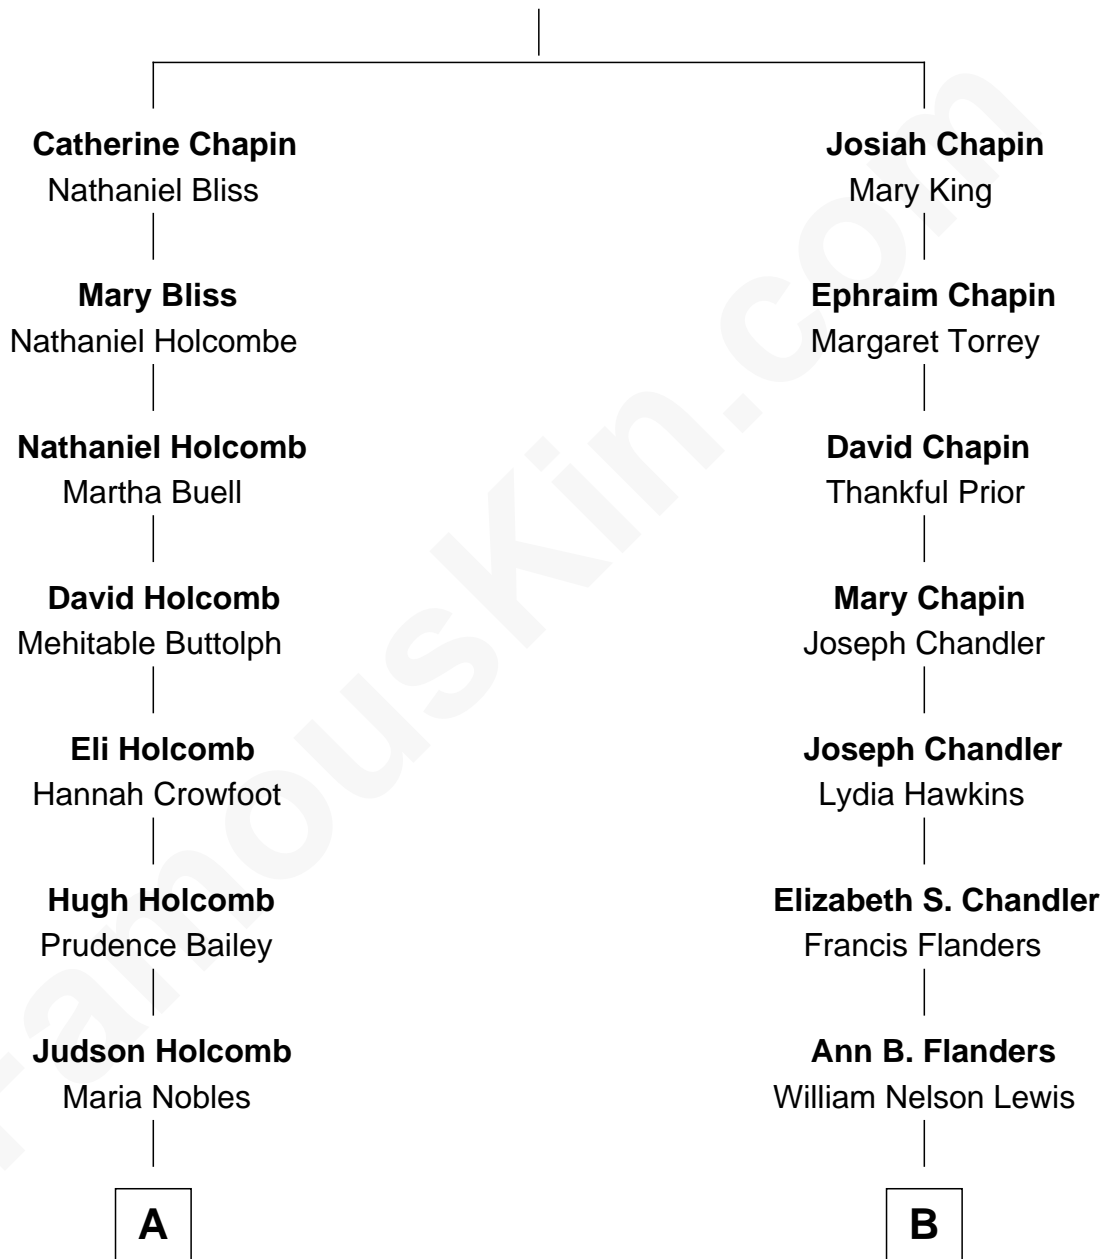 Catherine Chapin
Nathaniel Bliss
Mary Bliss
Nathaniel Holcombe
Nathaniel Holcomb
Martha Buell
David Holcomb
Mehitable Buttolph
Eli Holcomb
Hannah Crowfoot
Hugh Holcomb
Prudence Bailey
Judson Holcomb
Maria Nobles
A
Josiah Chapin
Mary King
Ephraim Chapin
Margaret Torrey
David Chapin
Thankful Prior
Mary Chapin
Joseph Chandler
Joseph Chandler
Lydia Hawkins
Elizabeth S. Chandler
Francis Flanders
Ann B. Flanders
William Nelson Lewis
B
FamousKin.com